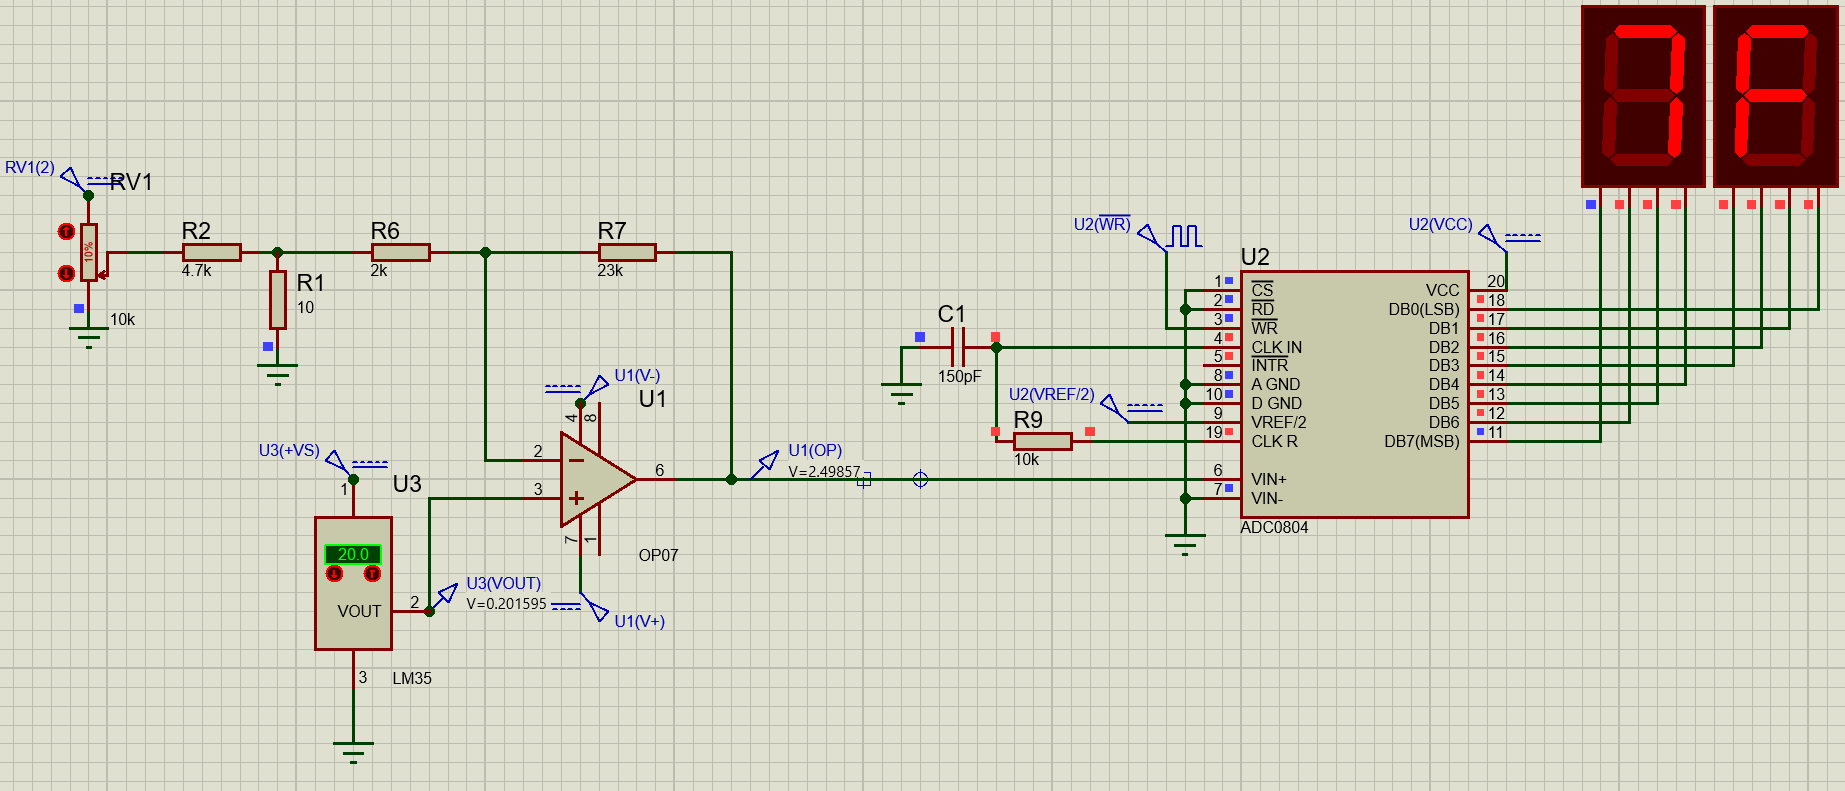 RV1(2)
RV1
10%
10k
R2
4.7k
R1
10
R6
2k
R7
23k
U1(V-)
U1
4
8
2
3
6
7
1
OP07
U1(V+)
U1(OP)
V=2.49857
U3(+VS)
1
U3
20.0
VOUT
2
3
LM35
U3(VOUT)
V=0.201595
C1
150pF
R9
10k
U2(WR)
U2(VREF/2)
U2(VCC)
U2
1 CS
2 RD
3 WR
4 CLK IN
5 INTR
8 A GND
10 D GND
9 VREF/2
19 CLK R
6 VIN+
7 VIN-
VCC 20
DB0(LSB) 18
DB1 17
DB2 16
DB3 15
DB4 14
DB5 13
DB6 12
DB7(MSB) 11
ADC0804
7F